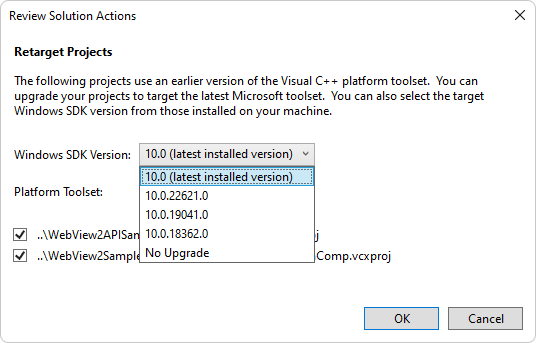 Review Solution Actions
Retarget Projects
The following projects use an earlier version of the Visual C++ platform toolset.  You can
upgrade your projects to target the latest Microsoft toolset.  You can also select the target
Windows SDK version from those installed on your machine.
Windows SDK Version: 10.0 (latest installed version)
10.0 (latest installed version)
Platform Toolset: 10.0.22621.0
10.0.19041.0
10.0.18362.0
..\WebView2APISam
No Upgrade
..\WebView2Sample Comp.vcxproj
OK Cancel